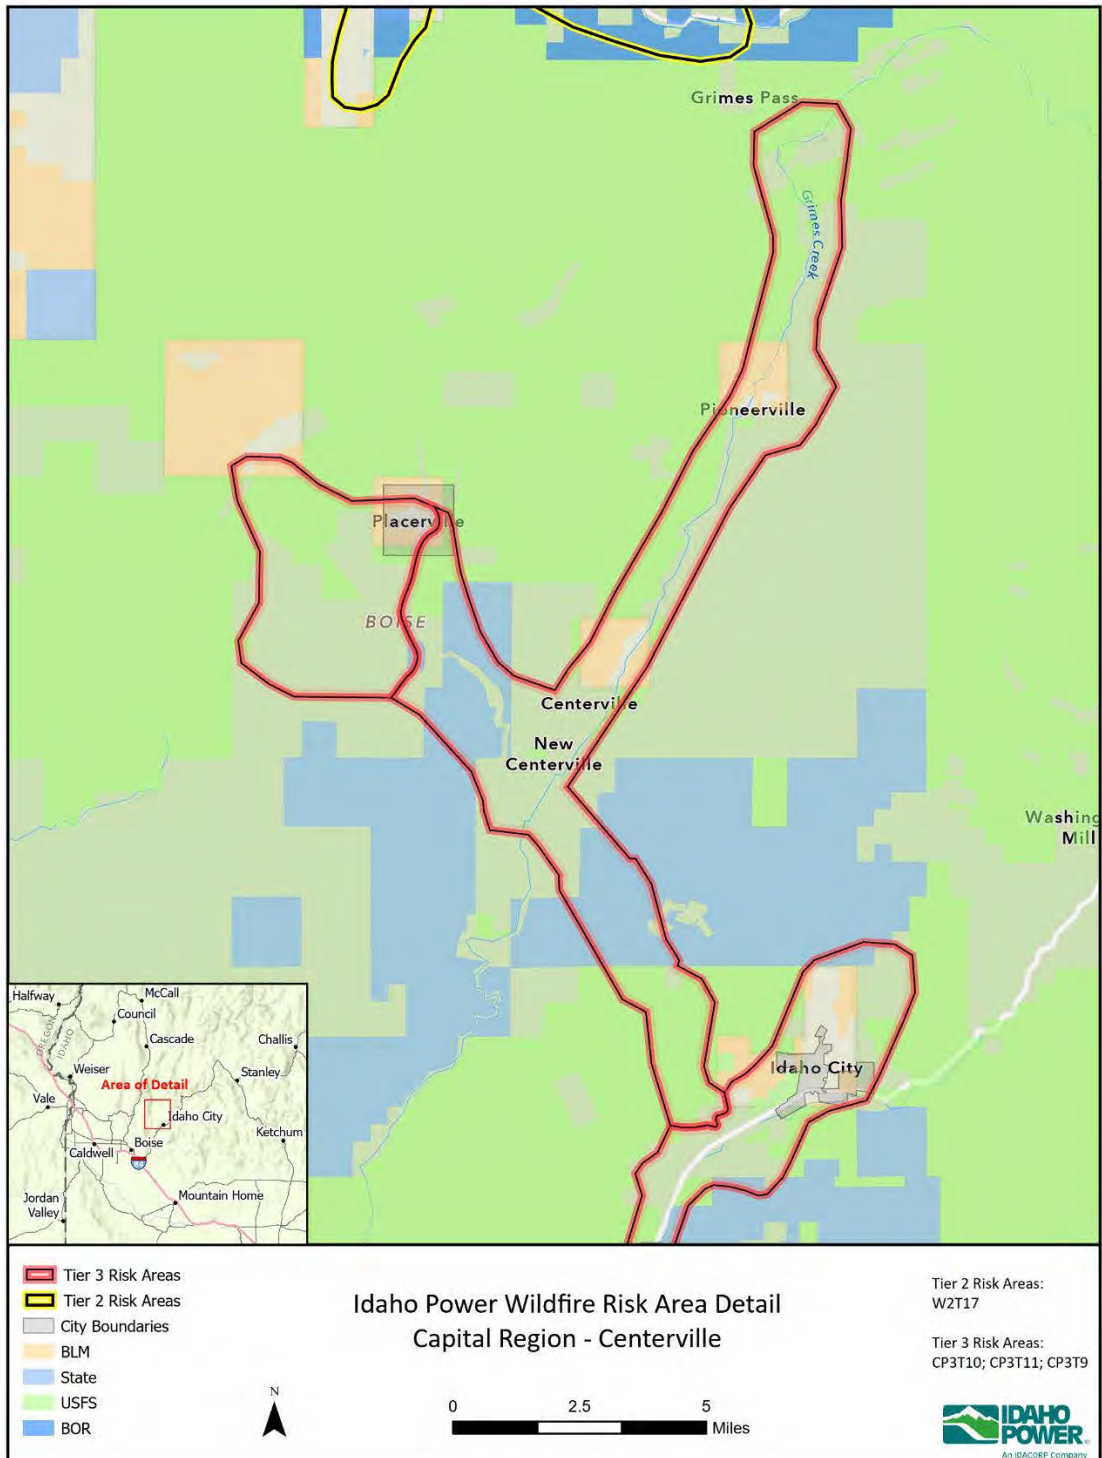 Grimes Pass
Grimes Creek
Pioneerville
Placerville
BOISE
Centerville
New
Centerville
Washing
Mill
Idaho City
Halfway
McCall
Council
OREGON
IDAHO
Cascade
Challis
Weiser
Stanley
Area of Detail
Vale
Idaho City
Ketchum
Boise
Caldwell
Mountain Home
Jordan
Valley
Tier 3 Risk Areas
Tier 2 Risk Areas
City Boundaries
BLM
State
USFS
BOR
Idaho Power Wildfire Risk Area Detail
Capital Region - Centerville
N
0 2.5 5
Miles
Tier 2 Risk Areas:
W2T17
Tier 3 Risk Areas:
CP3T10; CP3T11; CP3T9
IDAHO
POWER®
An IDACORP Company